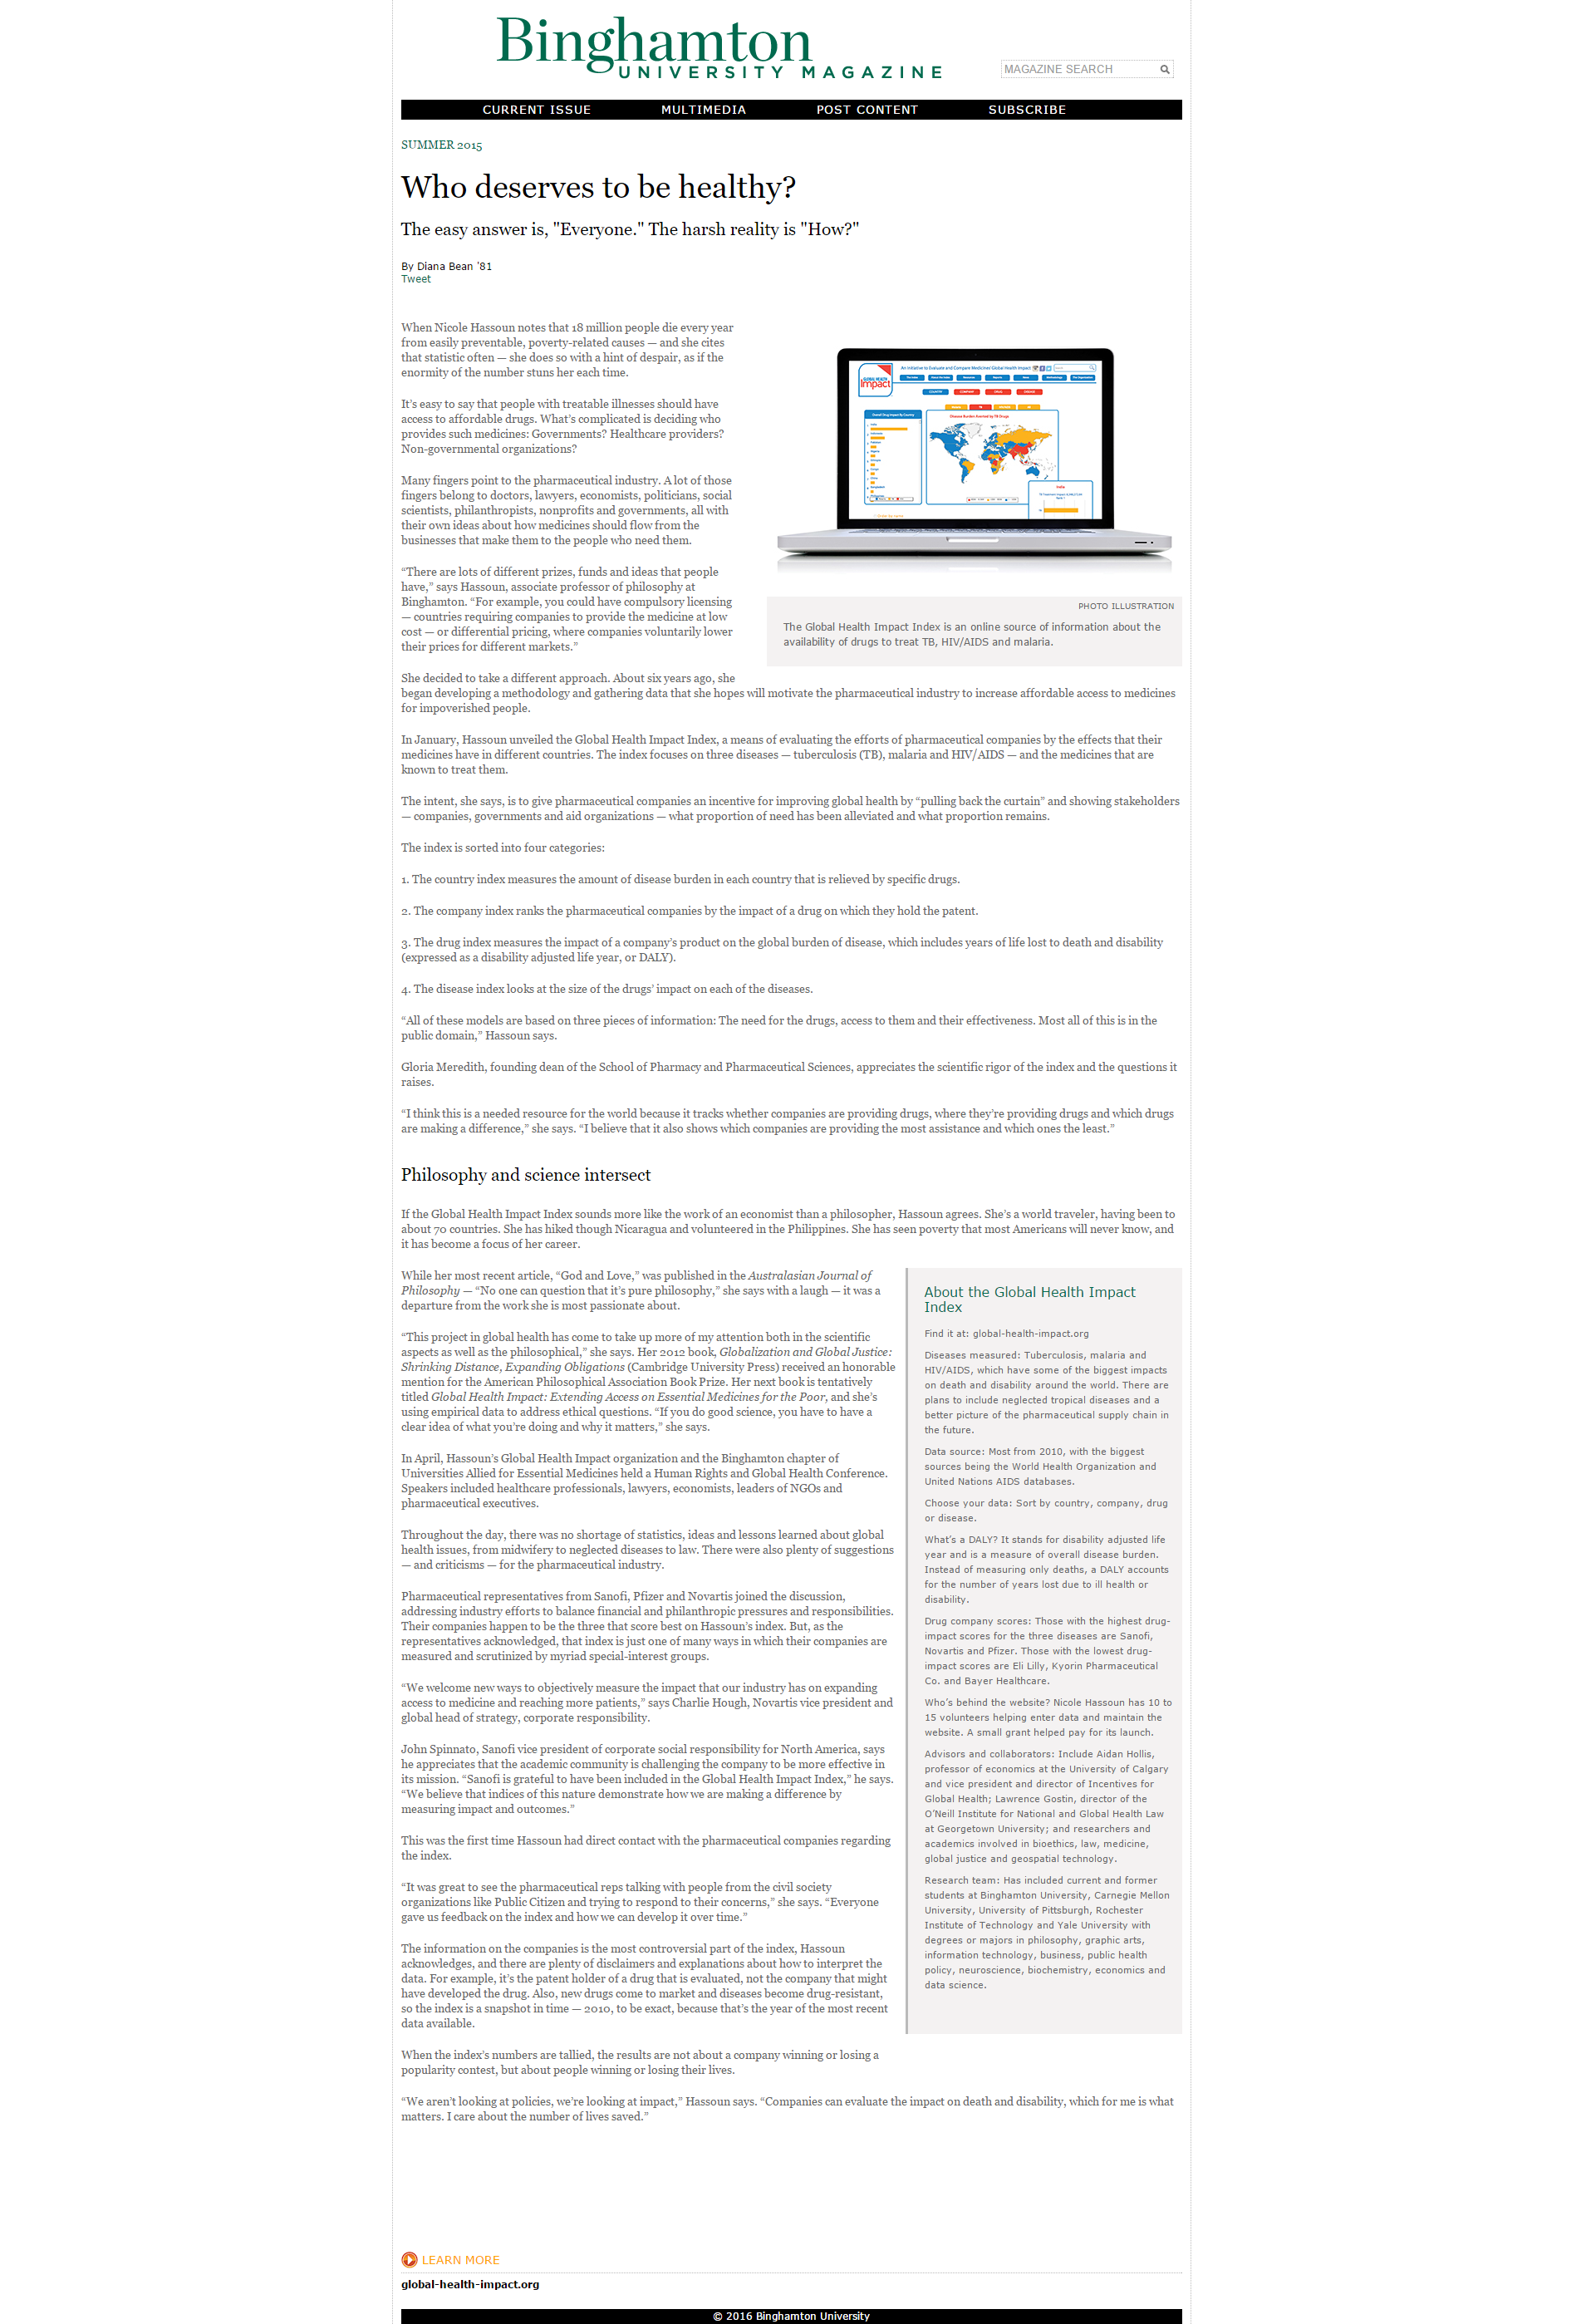 Binghamton
UNIVERSITY MAGAZINE
MAGAZINE SEARCH
CURRENT ISSUE MULTIMEDIA POST CONTENT SUBSCRIBE
SUMMER 2015
Who deserves to be healthy?
The easy answer is, "Everyone." The harsh reality is "How?"
By Diana Bean '81
Tweet
When Nicole Hassoun notes that 18 million people die every year
from easily preventable, poverty-related causes — and she cites
that statistic often — she does so with a hint of despair, as if the
enormity of the number stuns her each time.
It's easy to say that people with treatable illnesses should have
access to affordable drugs. What's complicated is deciding who
provides such medicines: Governments? Healthcare providers?
Non-governmental organizations?
Many fingers point to the pharmaceutical industry. A lot of those
fingers belong to doctors, lawyers, economists, politicians, social
scientists, philanthropists, nonprofits and governments, all with
their own ideas about how medicines should flow from the
businesses that make them to the people who need them.
“There are lots of different prizes, funds and ideas that people
have,” says Hassoun, associate professor of philosophy at
Binghamton. “For example, you could have compulsory licensing
— countries requiring companies to provide the medicine at low
cost — or differential pricing, where companies voluntarily lower
their prices for different markets.”
GLOBAL HEALTH
Impact
An Initiative to Evaluate and Compare Medicines' Global Health Impact
COUNTRY COMPANY DRUG DISEASE
Overall Drug Impact By Country
Disease Burden Averted by TB Drugs
India
PHOTO ILLUSTRATION
The Global Health Impact Index is an online source of information about the
availability of drugs to treat TB, HIV/AIDS and malaria.
She decided to take a different approach. About six years ago, she
began developing a methodology and gathering data that she hopes will motivate the pharmaceutical industry to increase affordable access to medicines
for impoverished people.
In January, Hassoun unveiled the Global Health Impact Index, a means of evaluating the efforts of pharmaceutical companies by the effects that their
medicines have in different countries. The index focuses on three diseases — tuberculosis (TB), malaria and HIV/AIDS — and the medicines that are
known to treat them.
The intent, she says, is to give pharmaceutical companies an incentive for improving global health by “pulling back the curtain” and showing stakeholders
— companies, governments and aid organizations — what proportion of need has been alleviated and what proportion remains.
The index is sorted into four categories:
1. The country index measures the amount of disease burden in each country that is relieved by specific drugs.
2. The company index ranks the pharmaceutical companies by the impact of a drug on which they hold the patent.
3. The drug index measures the impact of a company's product on the global burden of disease, which includes years of life lost to death and disability
(expressed as a disability adjusted life year, or DALY).
4. The disease index looks at the size of the drugs' impact on each of the diseases.
“All of these models are based on three pieces of information: The need for the drugs, access to them and their effectiveness. Most all of this is in the
public domain,” Hassoun says.
Gloria Meredith, founding dean of the School of Pharmacy and Pharmaceutical Sciences, appreciates the scientific rigor of the index and the questions it
raises.
“I think this is a needed resource for the world because it tracks whether companies are providing drugs, where they're providing drugs and which drugs
are making a difference,” she says. “I believe that it also shows which companies are providing the most assistance and which ones the least.”
Philosophy and science intersect
If the Global Health Impact Index sounds more like the work of an economist than a philosopher, Hassoun agrees. She's a world traveler, having been to
about 70 countries. She has hiked though Nicaragua and volunteered in the Philippines. She has seen poverty that most Americans will never know, and
it has become a focus of her career.
While her most recent article, “God and Love,” was published in the Australasian Journal of
Philosophy — “No one can question that it's pure philosophy,” she says with a laugh — it was a
departure from the work she is most passionate about.
“This project in global health has come to take up more of my attention both in the scientific
aspects as well as the philosophical,” she says. Her 2012 book, Globalization and Global Justice:
Shrinking Distance, Expanding Obligations (Cambridge University Press) received an honorable
mention for the American Philosophical Association Book Prize. Her next book is tentatively
titled Global Health Impact: Extending Access on Essential Medicines for the Poor, and she's
using empirical data to address ethical questions. “If you do good science, you have to have a
clear idea of what you're doing and why it matters,” she says.
In April, Hassoun's Global Health Impact organization and the Binghamton chapter of
Universities Allied for Essential Medicines held a Human Rights and Global Health Conference.
Speakers included healthcare professionals, lawyers, economists, leaders of NGOs and
pharmaceutical executives.
Throughout the day, there was no shortage of statistics, ideas and lessons learned about global
health issues, from midwifery to neglected diseases to law. There were also plenty of suggestions
— and criticisms — for the pharmaceutical industry.
Pharmaceutical representatives from Sanofi, Pfizer and Novartis joined the discussion,
addressing industry efforts to balance financial and philanthropic pressures and responsibilities.
Their companies happen to be the three that score best on Hassoun's index. But, as the
representatives acknowledged, that index is just one of many ways in which their companies are
measured and scrutinized by myriad special-interest groups.
“We welcome new ways to objectively measure the impact that our industry has on expanding
access to medicine and reaching more patients,” says Charlie Hough, Novartis vice president and
global head of strategy, corporate responsibility.
John Spinnato, Sanofi vice president of corporate social responsibility for North America, says
he appreciates that the academic community is challenging the company to be more effective in
its mission. “Sanofi is grateful to have been included in the Global Health Impact Index,” he says.
“We believe that indices of this nature demonstrate how we are making a difference by
measuring impact and outcomes.”
This was the first time Hassoun had direct contact with the pharmaceutical companies regarding
the index.
“It was great to see the pharmaceutical reps talking with people from the civil society
organizations like Public Citizen and trying to respond to their concerns,” she says. “Everyone
gave us feedback on the index and how we can develop it over time.”
The information on the companies is the most controversial part of the index, Hassoun
acknowledges, and there are plenty of disclaimers and explanations about how to interpret the
data. For example, it's the patent holder of a drug that is evaluated, not the company that might
have developed the drug. Also, new drugs come to market and diseases become drug-resistant,
so the index is a snapshot in time — 2010, to be exact, because that's the year of the most recent
data available.
When the index's numbers are tallied, the results are not about a company winning or losing a
popularity contest, but about people winning or losing their lives.
“We aren't looking at policies, we're looking at impact,” Hassoun says. “Companies can evaluate the impact on death and disability, which for me is what
matters. I care about the number of lives saved.”
About the Global Health Impact
Index
Find it at: global-health-impact.org
Diseases measured: Tuberculosis, malaria and
HIV/AIDS, which have some of the biggest impacts
on death and disability around the world. There are
plans to include neglected tropical diseases and a
better picture of the pharmaceutical supply chain in
the future.
Data source: Most from 2010, with the biggest
sources being the World Health Organization and
United Nations AIDS databases.
Choose your data: Sort by country, company, drug
or disease.
What's a DALY? It stands for disability adjusted life
year and is a measure of overall disease burden.
Instead of measuring only deaths, a DALY accounts
for the number of years lost due to ill health or
disability.
Drug company scores: Those with the highest drug-
impact scores for the three diseases are Sanofi,
Novartis and Pfizer. Those with the lowest drug-
impact scores are Eli Lilly, Kyorin Pharmaceutical
Co. and Bayer Healthcare.
Who's behind the website? Nicole Hassoun has 10 to
15 volunteers helping enter data and maintain the
website. A small grant helped pay for its launch.
Advisors and collaborators: Include Aidan Hollis,
professor of economics at the University of Calgary
and vice president and director of Incentives for
Global Health; Lawrence Gostin, director of the
O'Neill Institute for National and Global Health Law
at Georgetown University; and researchers and
academics involved in bioethics, law, medicine,
global justice and geospatial technology.
Research team: Has included current and former
students at Binghamton University, Carnegie Mellon
University, University of Pittsburgh, Rochester
Institute of Technology and Yale University with
degrees or majors in philosophy, graphic arts,
information technology, business, public health
policy, neuroscience, biochemistry, economics and
data science.
LEARN MORE
global-health-impact.org
© 2016 Binghamton University